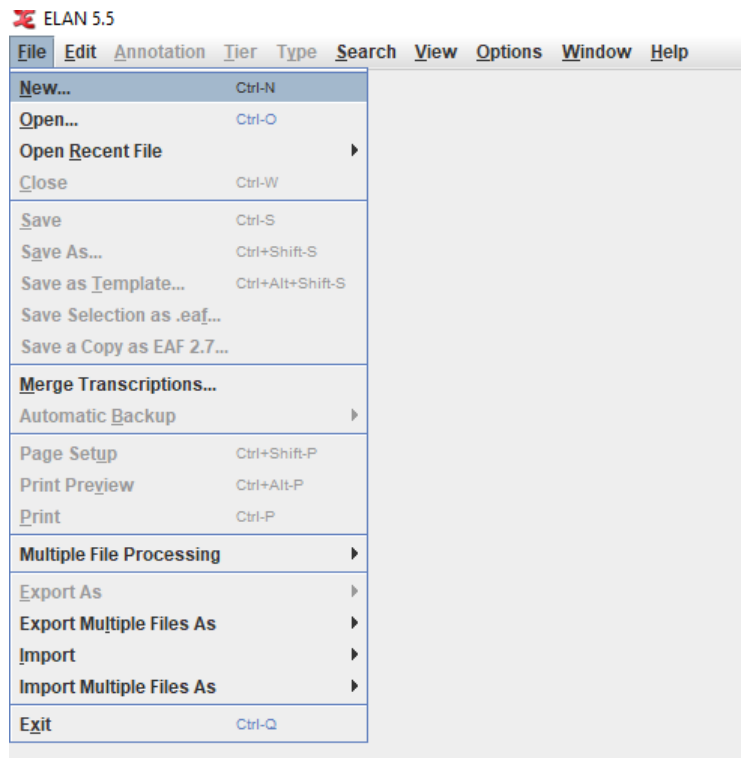 ELAN 5.5
File Edit Annotation Tier Type Search View Options Window Help
New... Ctrl-N
Open... Ctrl-O
Open Recent File
Close Ctrl-W
Save Ctrl-S
Save As... Ctrl+Shift-S
Save as Template... Ctrl+Alt+Shift-S
Save Selection as .eaf...
Save a Copy as EAF 2.7...
Merge Transcriptions...
Automatic Backup
Page Setup Ctrl+Shift-P
Print Preview Ctrl+Alt-P
Print Ctrl-P
Multiple File Processing
Export As
Export Multiple Files As
Import
Import Multiple Files As
Exit Ctrl-Q